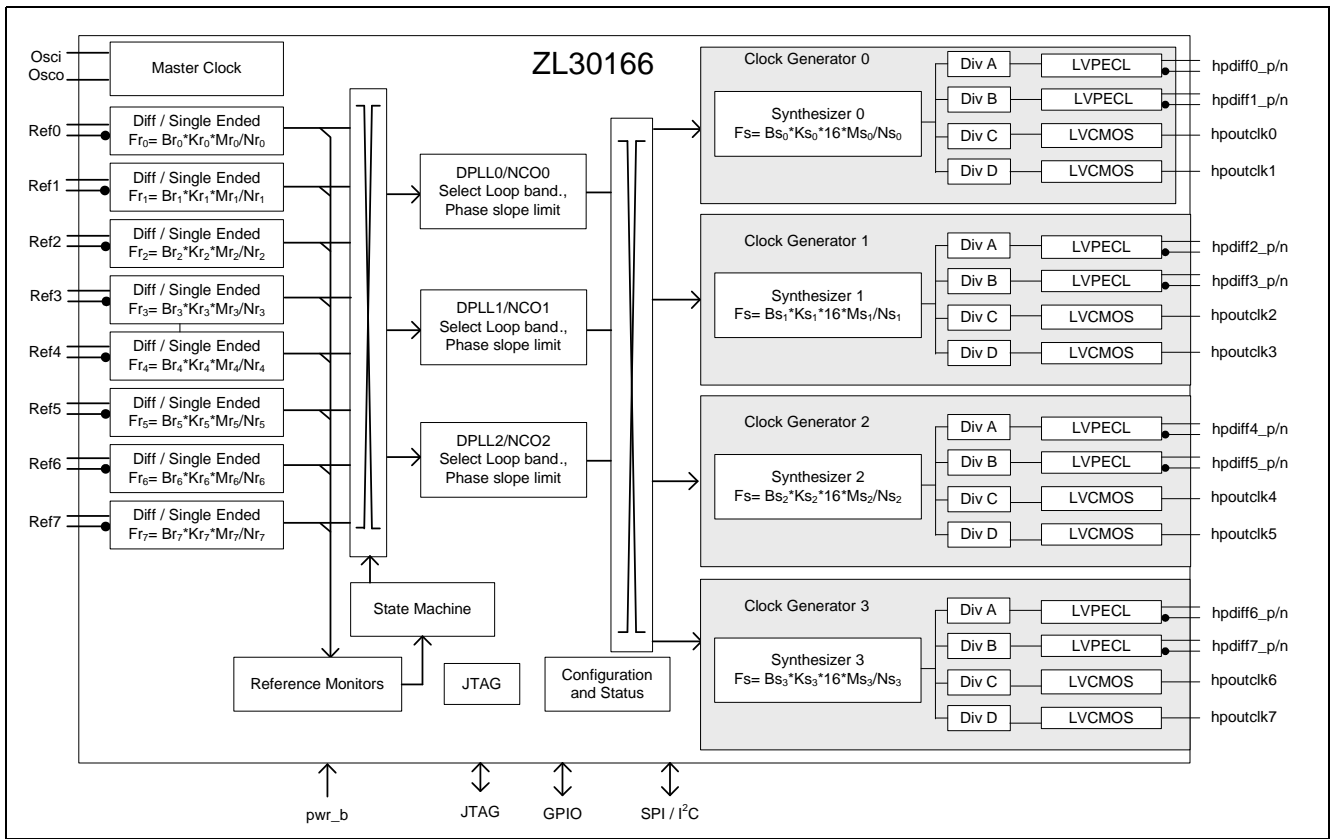 ZL30166
Osci
Osco
Master Clock
Ref0
Diff / Single Ended
Fr₀= Br₀*Kr₀*Mr₀/Nr₀
Ref1
Diff / Single Ended
Fr₁= Br₁*Kr₁*Mr₁/Nr₁
Ref2
Diff / Single Ended
Fr₂= Br₂*Kr₂*Mr₂/Nr₂
Ref3
Diff / Single Ended
Fr₃= Br₃*Kr₃*Mr₃/Nr₃
Ref4
Diff / Single Ended
Fr₄= Br₄*Kr₄*Mr₄/Nr₄
Ref5
Diff / Single Ended
Fr₅= Br₅*Kr₅*Mr₅/Nr₅
Ref6
Diff / Single Ended
Fr₆= Br₆*Kr₆*Mr₆/Nr₆
Ref7
Diff / Single Ended
Fr₇= Br₇*Kr₇*Mr₇/Nr₇
DPLL0/NCO0
Select Loop band.,
Phase slope limit
DPLL1/NCO1
Select Loop band.,
Phase slope limit
DPLL2/NCO2
Select Loop band.,
Phase slope limit
State Machine
Reference Monitors
JTAG
Configuration
and Status
Clock Generator 0
Synthesizer 0
Fs= Bs₀*Ks₀*16*Ms₀/Ns₀
Div A
LVPECL
hpdiff0_p/n
Div B
LVPECL
hpdiff1_p/n
Div C
LVCMOS
hpoutclk0
Div D
LVCMOS
hpoutclk1
Clock Generator 1
Synthesizer 1
Fs= Bs₁*Ks₁*16*Ms₁/Ns₁
Div A
LVPECL
hpdiff2_p/n
Div B
LVPECL
hpdiff3_p/n
Div C
LVCMOS
hpoutclk2
Div D
LVCMOS
hpoutclk3
Clock Generator 2
Synthesizer 2
Fs= Bs₂*Ks₂*16*Ms₂/Ns₂
Div A
LVPECL
hpdiff4_p/n
Div B
LVPECL
hpdiff5_p/n
Div C
LVCMOS
hpoutclk4
Div D
LVCMOS
hpoutclk5
Clock Generator 3
Synthesizer 3
Fs= Bs₃*Ks₃*16*Ms₃/Ns₃
Div A
LVPECL
hpdiff6_p/n
Div B
LVPECL
hpdiff7_p/n
Div C
LVCMOS
hpoutclk6
Div D
LVCMOS
hpoutclk7
pwr_b
JTAG
GPIO
SPI / I²C